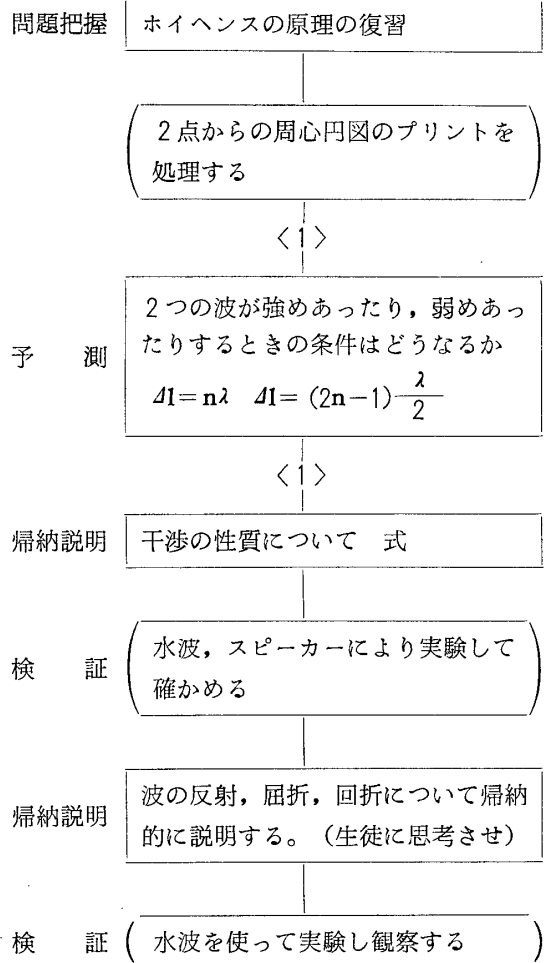 問題把握 ホイヘンスの原理の復習
2点からの周心円図のプリントを
処理する
〈1〉
2つの波が強めあったり，弱めあっ
予　測 たりするときの条件はどうなるか
Δl=nλ　Δl=(2n−1)λ/2
〈1〉
帰納説明 干渉の性質について　式
水波，スピーカーにより実験して
検　証 確かめる
波の反射，屈折，回折について帰納
帰納説明 的に説明する。（生徒に思考させ）
検　証 （水波を使って実験し観察する）